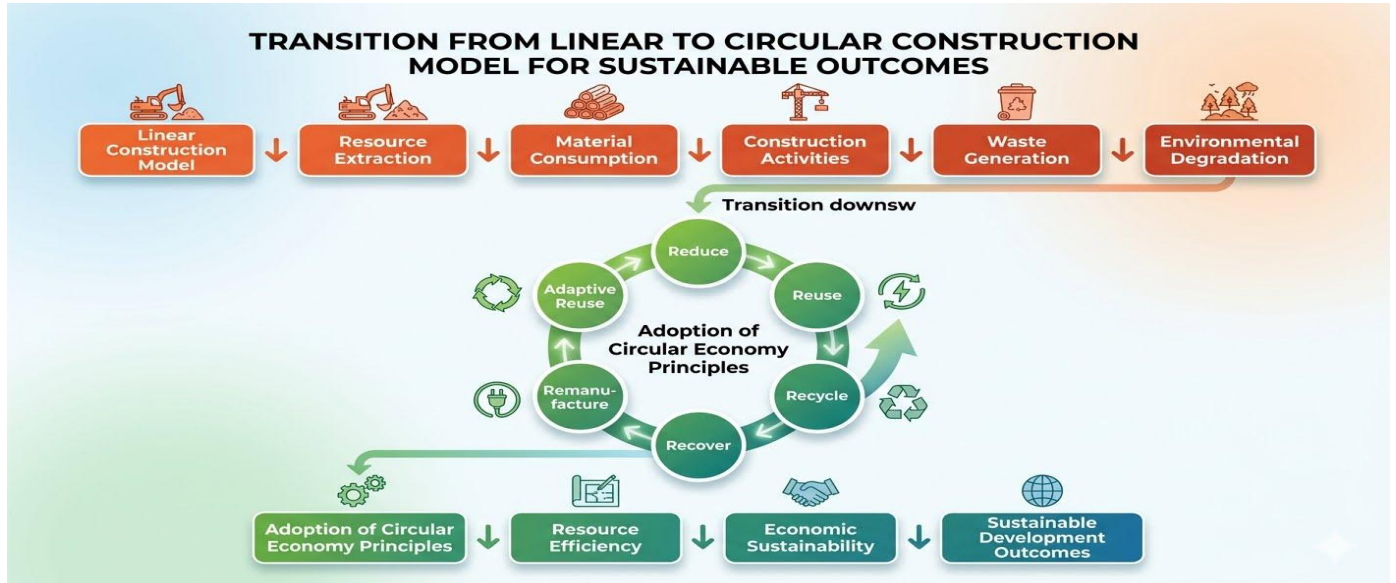 TRANSITION FROM LINEAR TO CIRCULAR CONSTRUCTION
MODEL FOR SUSTAINABLE OUTCOMES
Linear
Construction
Model
Resource
Extraction
Material
Consumption
Construction
Activities
Waste
Generation
Environmental
Degradation
Transition downsw
Reduce
Adaptive
Reuse
Reuse
Adoption of
Circular Economy
Principles
Remanu-
facture
Recycle
Recover
Adoption of Circular
Economy Principles
Resource
Efficiency
Economic
Sustainability
Sustainable
Development
Outcomes